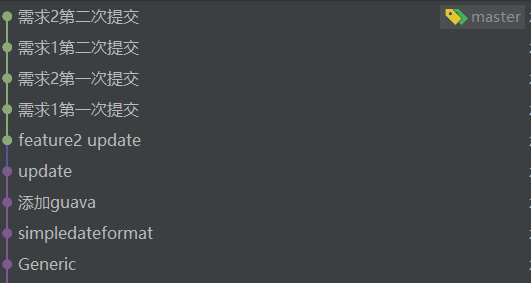 需求2第二次提交 master
需求1第二次提交
需求2第一次提交
需求1第一次提交
feature2 update
update
添加guava
simpledateformat
Generic